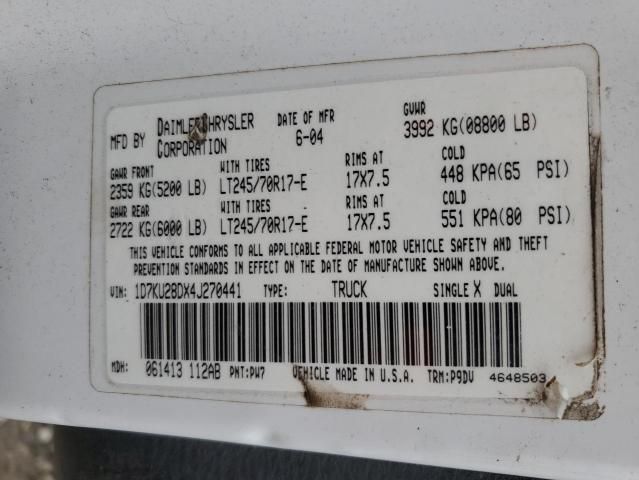 MFD BY DAIMLERCHRYSLER CORPORATION DATE OF MFR 6-04 GVWR 3992 KG(08800 LB)
GAWR FRONT WITH TIRES RIMS AT COLD
2359 KG(5200 LB) LT245/70R17-E 17X7.5 448 KPA(65 PSI)
GAWR REAR WITH TIRES RIMS AT COLD
2722 KG(6000 LB) LT245/70R17-E 17X7.5 551 KPA(80 PSI)
THIS VEHICLE CONFORMS TO ALL APPLICABLE FEDERAL MOTOR VEHICLE SAFETY AND THEFT
PREVENTION STANDARDS IN EFFECT ON THE DATE OF MANUFACTURE SHOWN ABOVE.
VIN: 1D7KU28DX4J270441 TYPE: TRUCK SINGLE X DUAL
MDH: 061413 112AB PNT:PW7 VEHICLE MADE IN U.S.A. TRM:P9DV 4648503